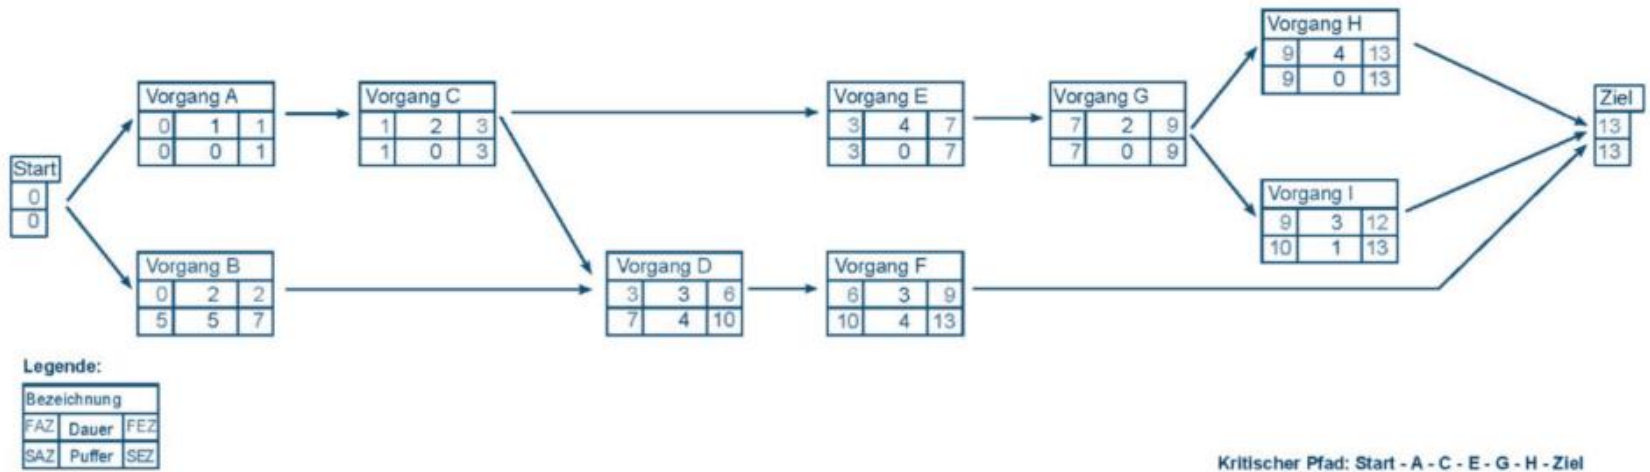 Start
0
0
Vorgang A
0 1 1
0 0 1
Vorgang B
0 2 2
5 5 7
Vorgang C
1 2 3
1 0 3
Vorgang D
3 3 6
7 4 10
Vorgang E
3 4 7
3 0 7
Vorgang F
6 3 9
10 4 13
Vorgang G
7 2 9
7 0 9
Vorgang H
9 4 13
9 0 13
Vorgang I
9 3 12
10 1 13
Ziel
13
13
Legende:
Bezeichnung
FAZ Dauer FEZ
SAZ Puffer SEZ
Kritischer Pfad: Start - A - C - E - G - H - Ziel